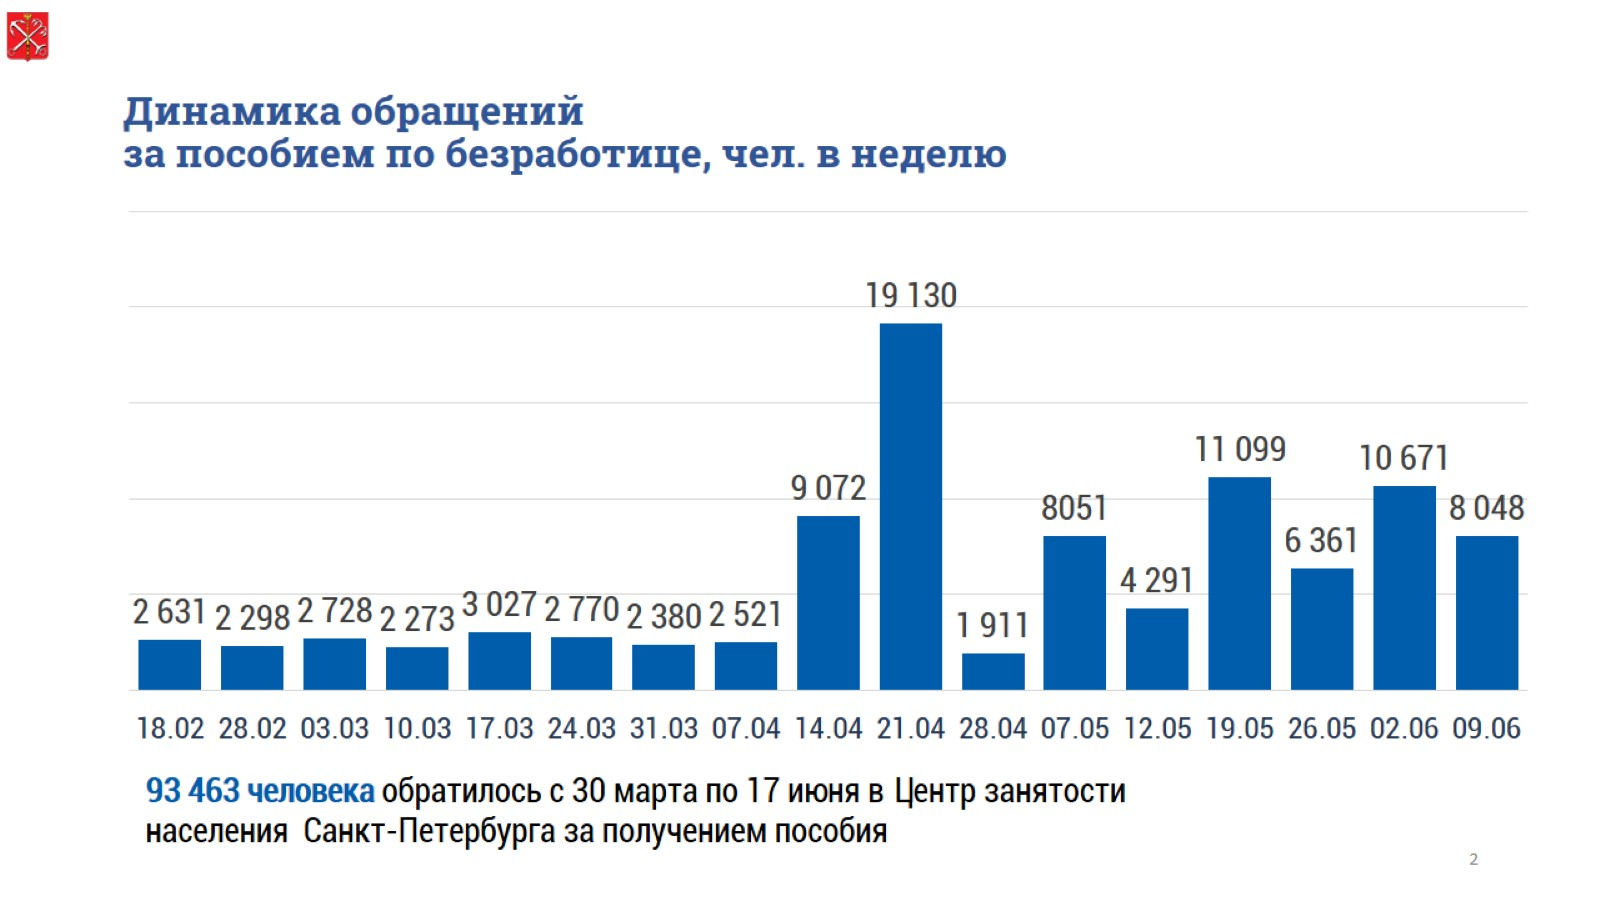 Динамика обращений
за пособием по безработице, чел. в неделю
19 130
11 099
10 671
9 072
8051
8 048
6 361
4 291
2 631 2 298 2 728 2 273 3 027 2 770 2 380 2 521
1 911
18.02 28.02 03.03 10.03 17.03 24.03 31.03 07.04 14.04 21.04 28.04 07.05 12.05 19.05 26.05 02.06 09.06
93 463 человека обратилось с 30 марта по 17 июня в Центр занятости
населения Санкт-Петербурга за получением пособия
2